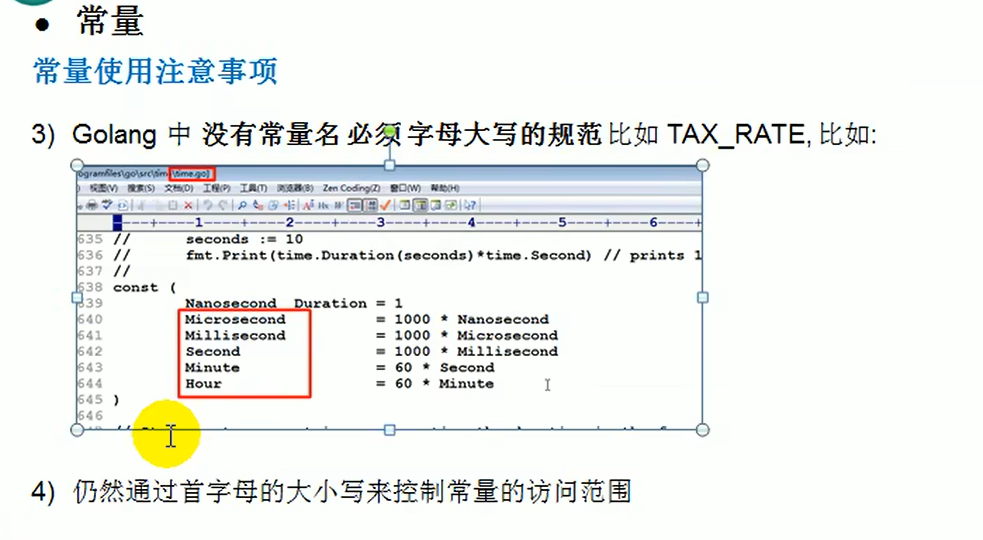 ● 常量
常量使用注意事项
3) Golang 中 没有常量名 必须 字母大写的规范 比如 TAX_RATE, 比如:
ogramfiles\go\src\tim \time.go]
视图(V) 搜索(S) 文档(D) 工程(P) 工具(T) 浏览器(B) Zen Coding(Z) 窗口(W) 帮助(H)
----+----1----+----2----+----3----+----4----+----5----+----6----+
635 // seconds := 10
636 // fmt.Print(time.Duration(seconds)*time.Second) // prints 1
637 //
638 const (
639 Nanosecond Duration = 1
640 Microsecond = 1000 * Nanosecond
641 Millisecond = 1000 * Microsecond
642 Second = 1000 * Millisecond
643 Minute = 60 * Second
644 Hour = 60 * Minute
645 )
646
4) 仍然通过首字母的大小写来控制常量的访问范围